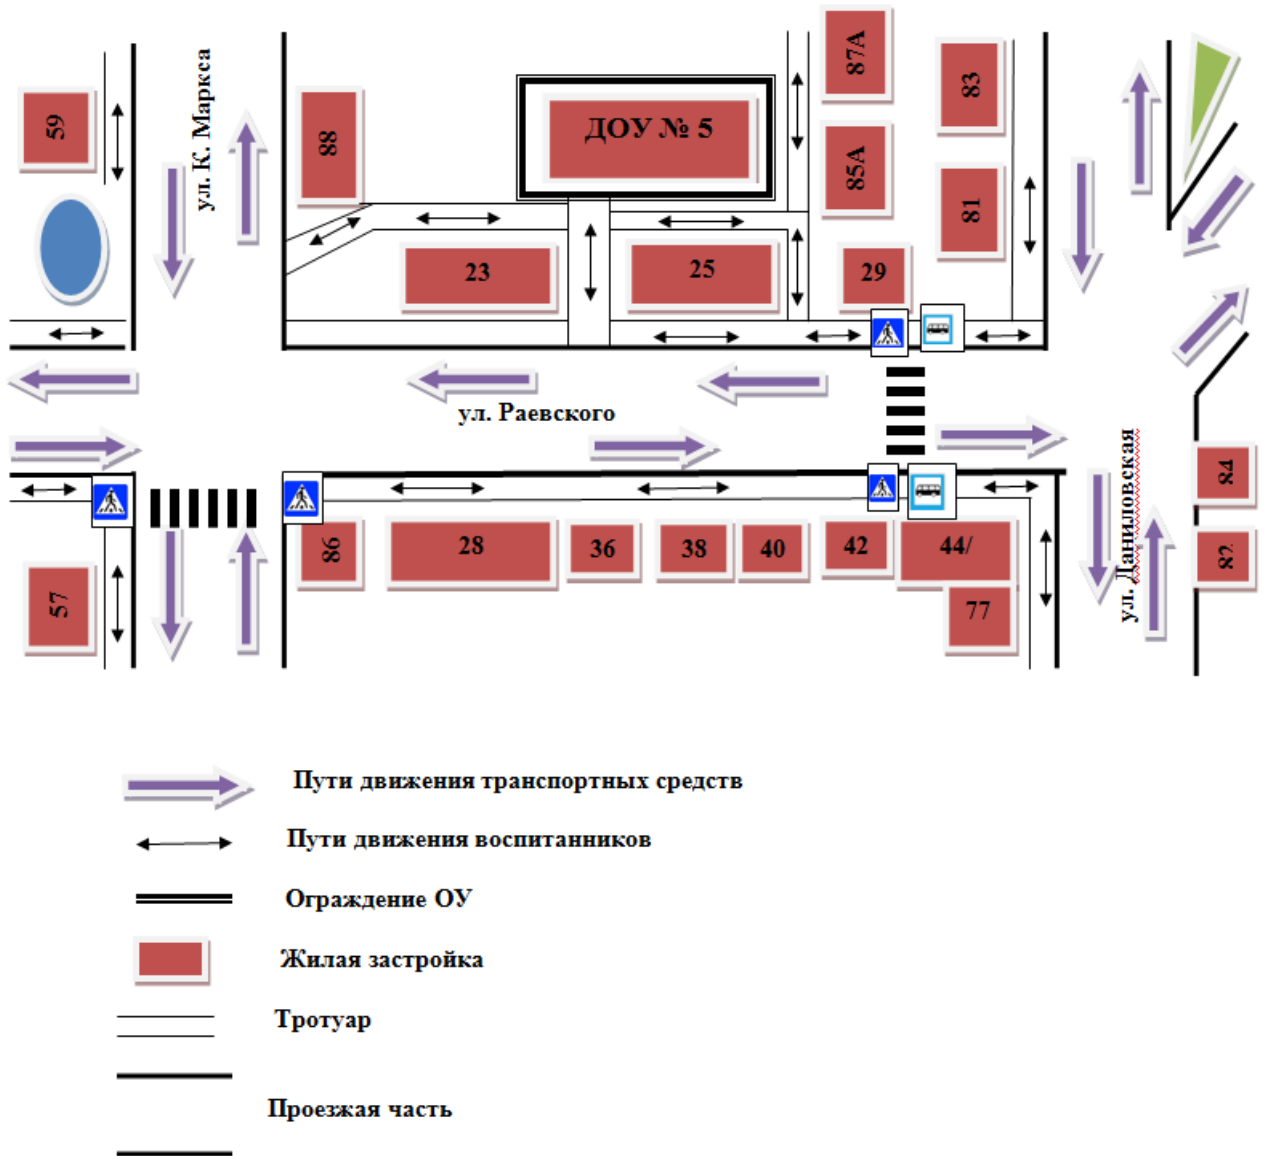 ул. К. Маркса
59
88
ДОУ № 5
87А
83
85А
81
23
25
29
ул. Раевского
ул. Даниловская
84
82
86
28
36
38
40
42
44/
77
57
Пути движения транспортных средств
Пути движения воспитанников
Ограждение ОУ
Жилая застройка
Тротуар
Проезжая часть